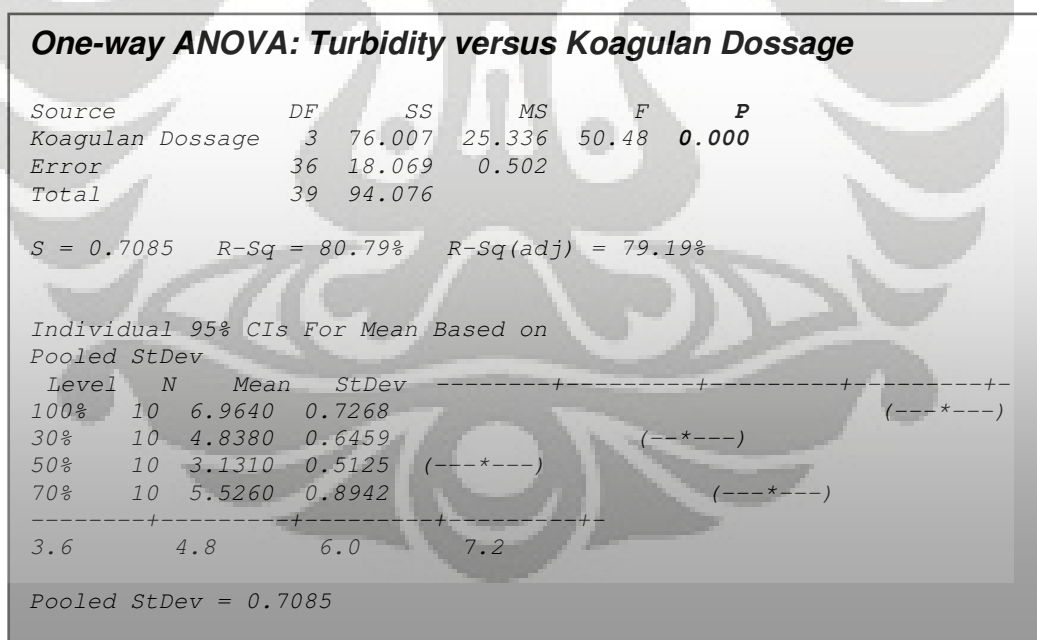 One-way ANOVA: Turbidity versus Koagulan Dossage
Source DF SS MS F P
Koagulan Dossage 3 76.007 25.336 50.48 0.000
Error 36 18.069 0.502
Total 39 94.076
S = 0.7085 R-Sq = 80.79% R-Sq(adj) = 79.19%
Individual 95% CIs For Mean Based on
Pooled StDev
Level N Mean StDev --------+---------+---------+---------+-
100% 10 6.9640 0.7268 (---*---)
30% 10 4.8380 0.6459 (--*---)
50% 10 3.1310 0.5125 (---*---)
70% 10 5.5260 0.8942 (---*---)
--------+---------+---------+---------+-
3.6 4.8 6.0 7.2
Pooled StDev = 0.7085